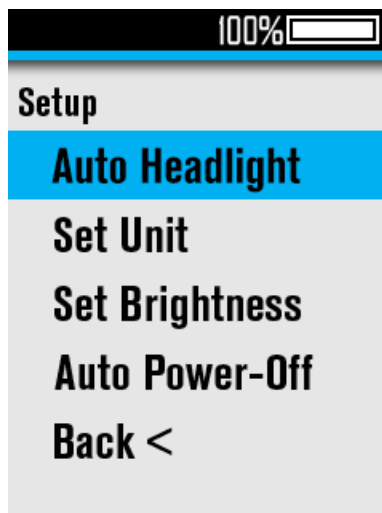 100%
Setup
Auto Headlight
Set Unit
Set Brightness
Auto Power-Off
Back <